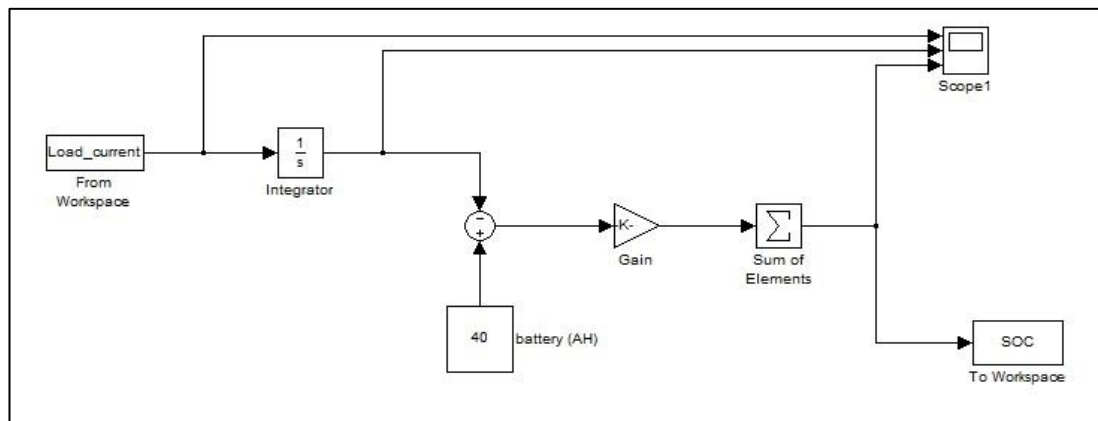 Scope1
Load_current
From
Workspace
1
s
Integrator
−
+
-K-
Gain
Sum of
Elements
40
battery (AH)
SOC
To Workspace